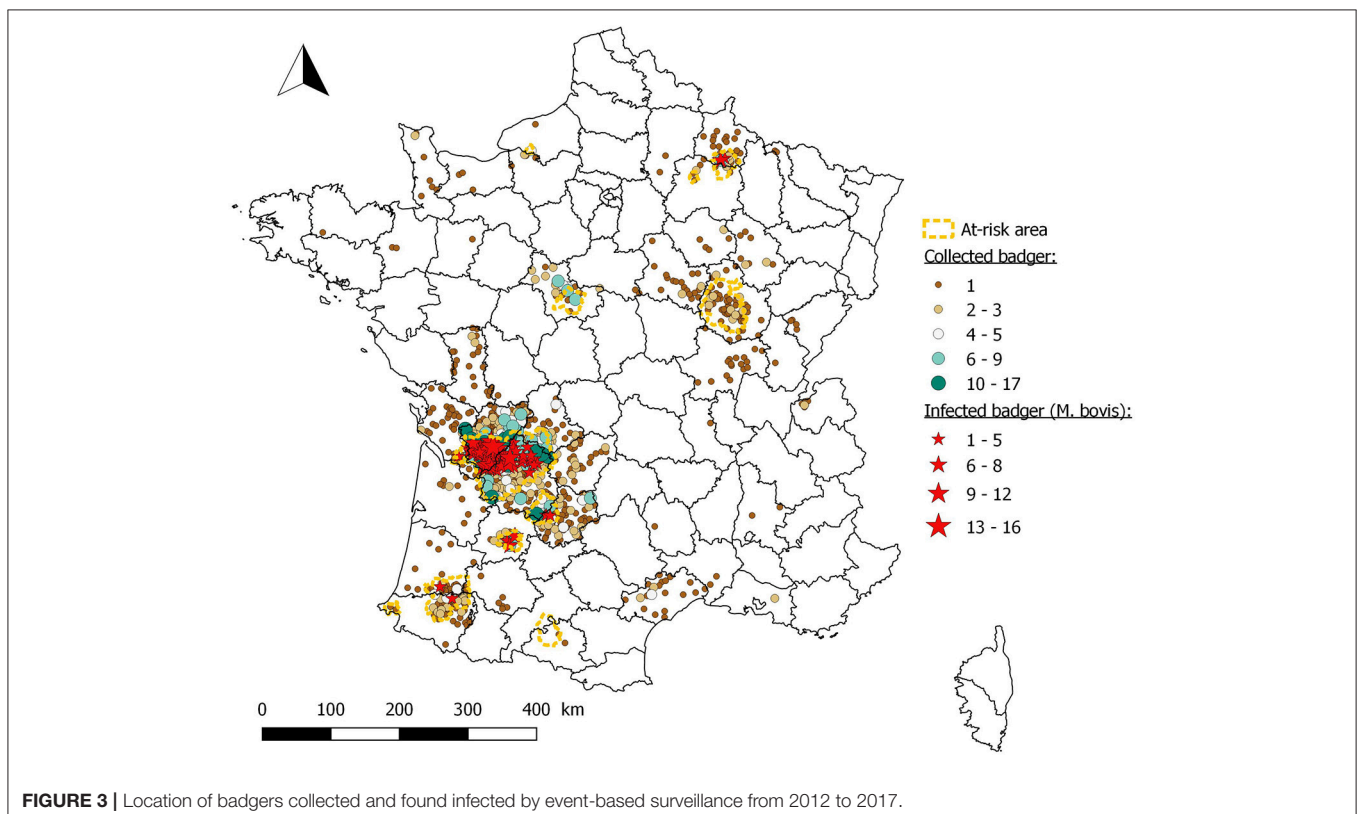 At-risk area
Collected badger:
1
2 - 3
4 - 5
6 - 9
10 - 17
Infected badger (M. bovis):
1 - 5
6 - 8
9 - 12
13 - 16
0 100 200 300 400 km
FIGURE 3 | Location of badgers collected and found infected by event-based surveillance from 2012 to 2017.